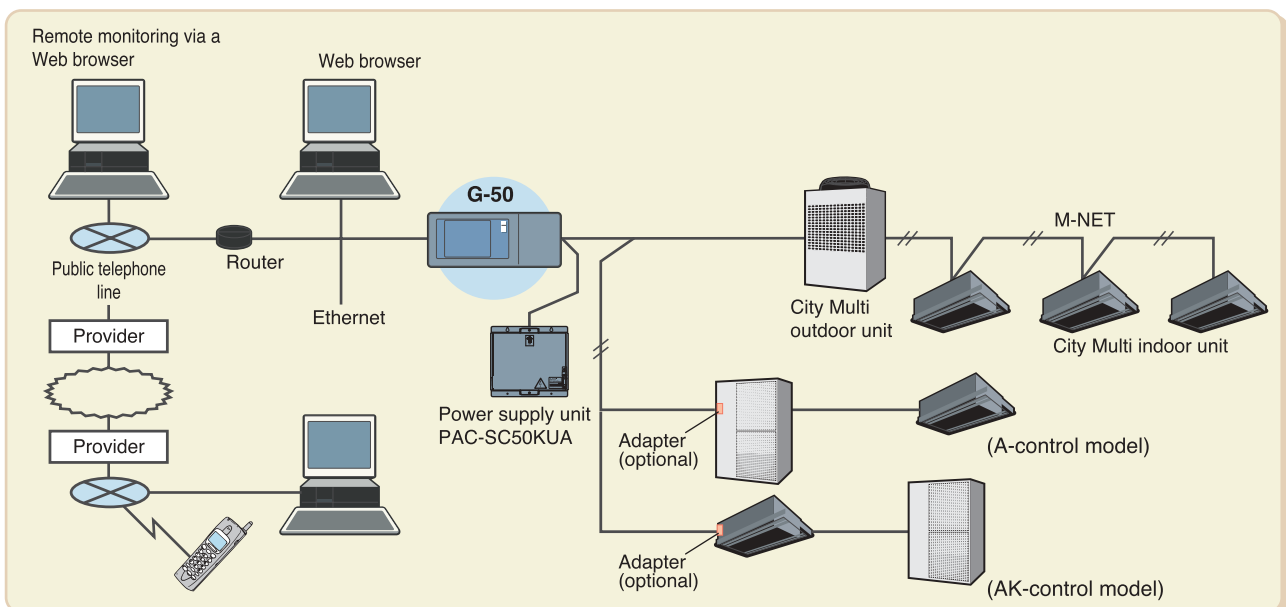 Remote monitoring via a
Web browser
Web browser
G-50
M-NET
Router
Public telephone
line
Ethernet
City Multi
outdoor unit
City Multi indoor unit
Provider
Power supply unit
PAC-SC50KUA
Adapter
(optional)
(A-control model)
Provider
Adapter
(optional)
(AK-control model)